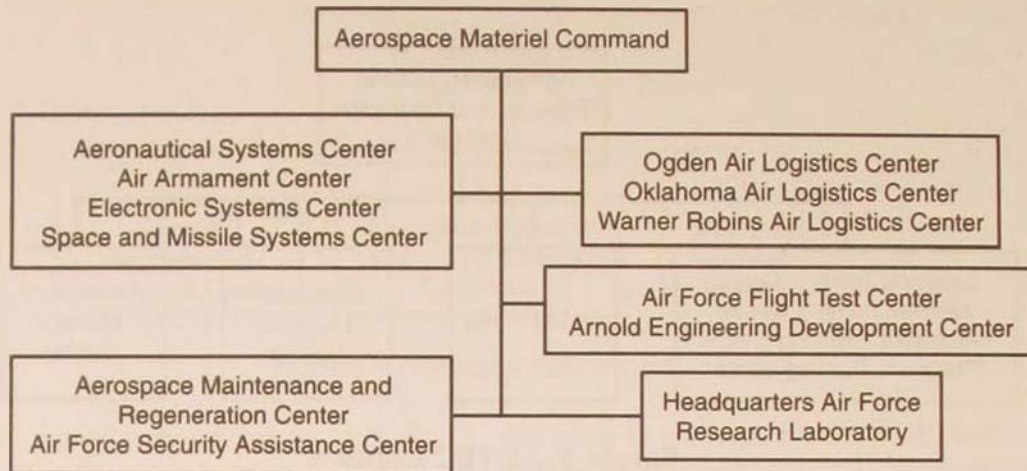 Aerospace Materiel Command
Aeronautical Systems Center
Air Armament Center
Electronic Systems Center
Space and Missile Systems Center
Ogden Air Logistics Center
Oklahoma Air Logistics Center
Warner Robins Air Logistics Center
Air Force Flight Test Center
Arnold Engineering Development Center
Aerospace Maintenance and
Regeneration Center
Air Force Security Assistance Center
Headquarters Air Force
Research Laboratory